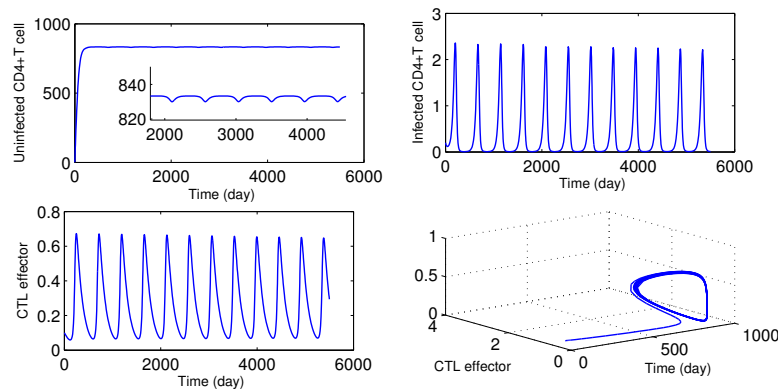 Uninfected CD4+T cell
1000
500
0
840
820
2000 3000 4000
0 2000 4000 6000
Time (day)
Infected CD4+T cell
3
2
1
0
0 2000 4000 6000
Time (day)
CTL effector
0.8
0.6
0.4
0.2
0
0 2000 4000 6000
Time (day)
1
0.5
0
4
2
0
CTL effector
0
500
1000
Time (day)